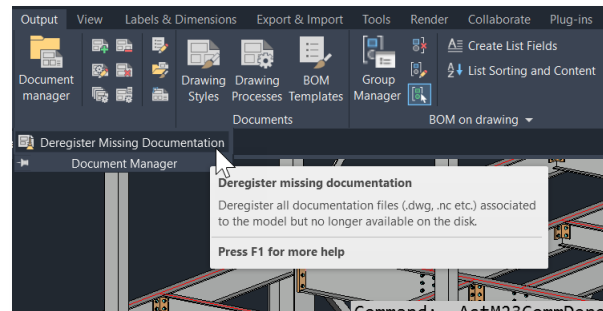 Output View Labels & Dimensions Export & Import Tools Render Collaborate Plug-ins
Document manager
Drawing Styles
Drawing Processes
BOM Templates
Group Manager
Create List Fields
List Sorting and Content
Documents
BOM on drawing
Deregister Missing Documentation
Document Manager
Deregister missing documentation
Deregister all documentation files (.dwg, .nc etc.) associated
to the model but no longer available on the disk.
Press F1 for more help